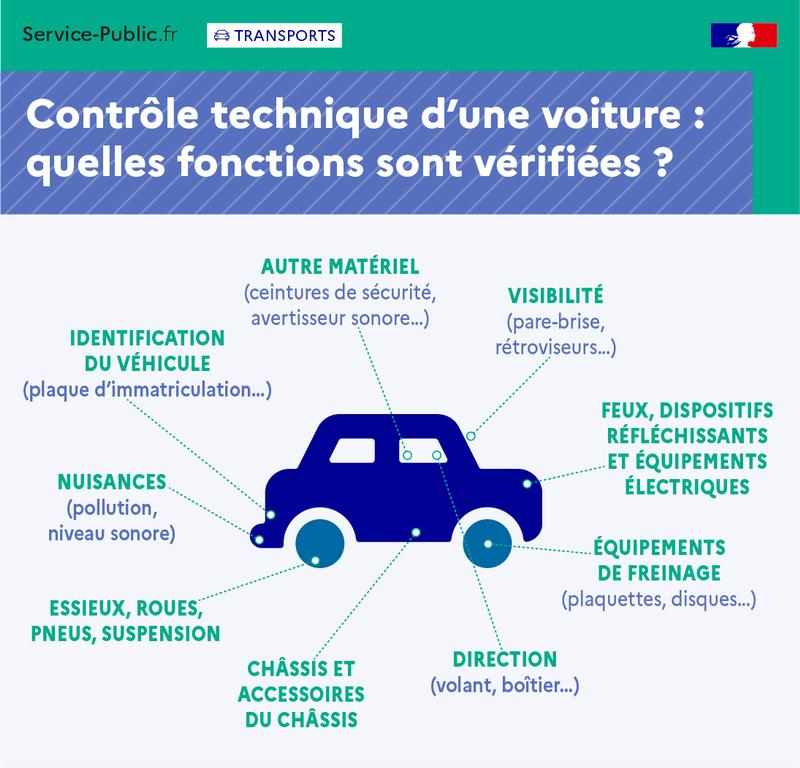 Service-Public.fr
TRANSPORTS
Contrôle technique d’une voiture :
quelles fonctions sont vérifiées ?
AUTRE MATÉRIEL
(ceintures de sécurité,
avertisseur sonore...)
VISIBILITÉ
(pare-brise,
rétroviseurs...)
IDENTIFICATION
DU VÉHICULE
(plaque d’immatriculation...)
FEUX, DISPOSITIFS
RÉFLÉCHISSANTS
ET ÉQUIPEMENTS
ÉLECTRIQUES
NUISANCES
(pollution,
niveau sonore)
ÉQUIPEMENTS
DE FREINAGE
(plaquettes, disques...)
ESSIEUX, ROUES,
PNEUS, SUSPENSION
CHÂSSIS ET
ACCESSOIRES
DU CHÂSSIS
DIRECTION
(volant, boîtier...)